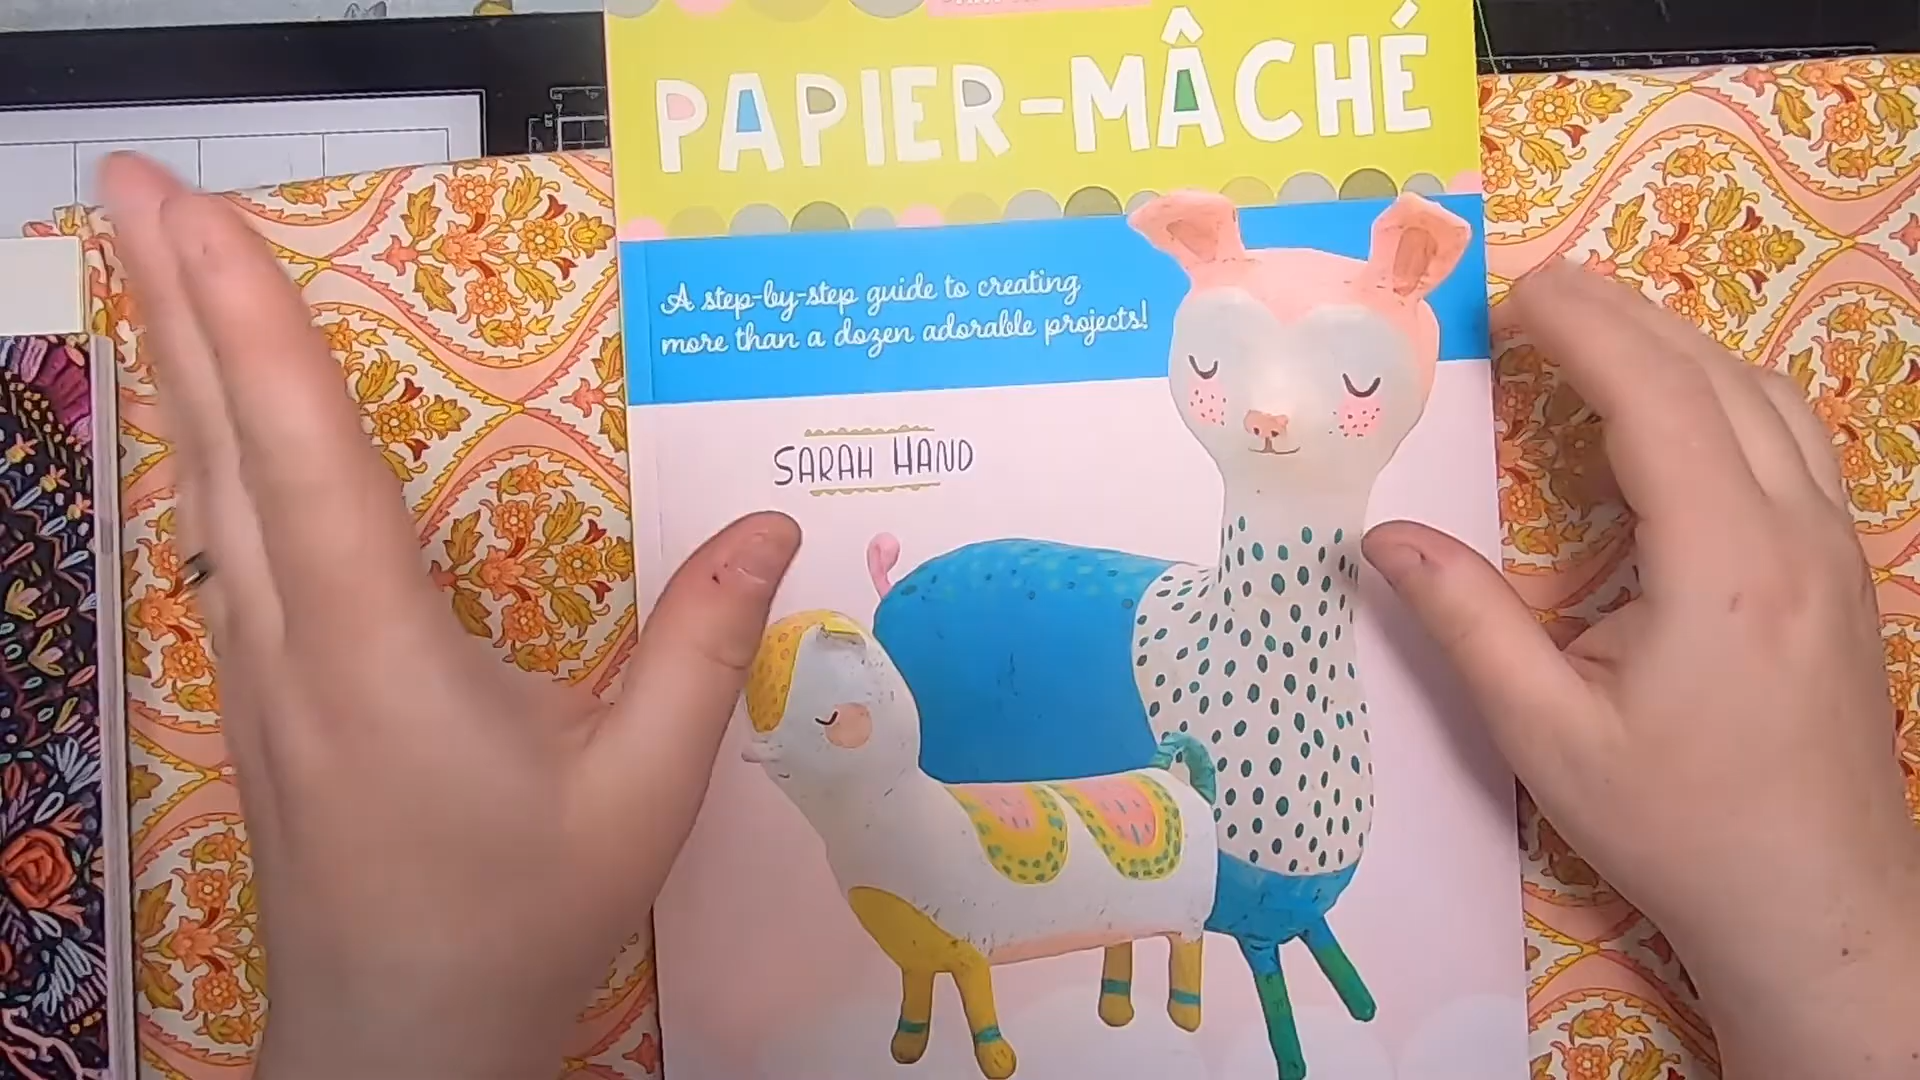 PAPIER-MÂCHÉ
A step-by-step guide to creating
more than a dozen adorable projects!
SARAH HAND